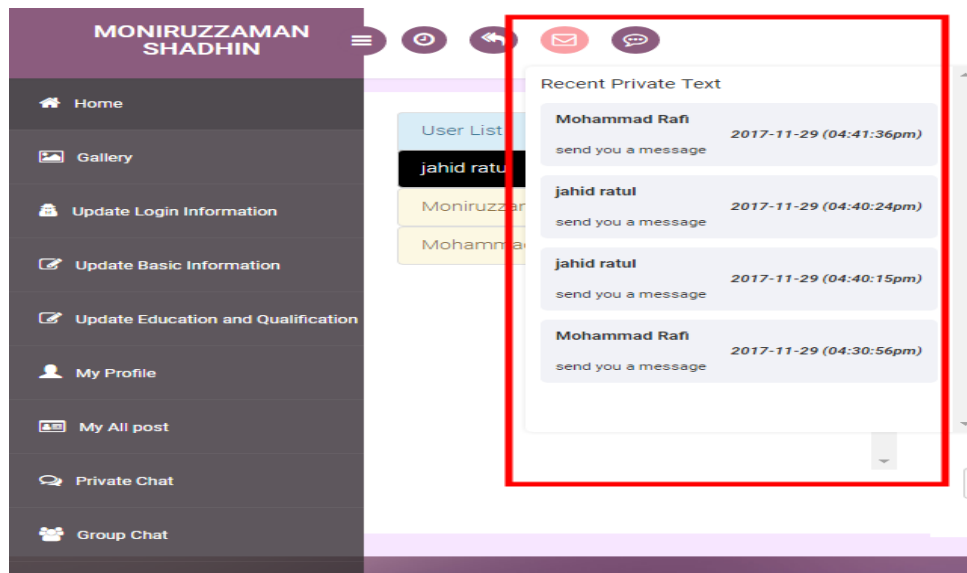 MONIRUZZAMAN
SHADHIN
Home
Gallery
Update Login Information
Update Basic Information
Update Education and Qualification
My Profile
My All post
Private Chat
Group Chat
User List
jahid ratul
Moniruzzar
Mohammad
Recent Private Text
Mohammad Rafi
2017-11-29 (04:41:36pm)
send you a message
jahid ratul
2017-11-29 (04:40:24pm)
send you a message
jahid ratul
2017-11-29 (04:40:15pm)
send you a message
Mohammad Rafi
2017-11-29 (04:30:56pm)
send you a message